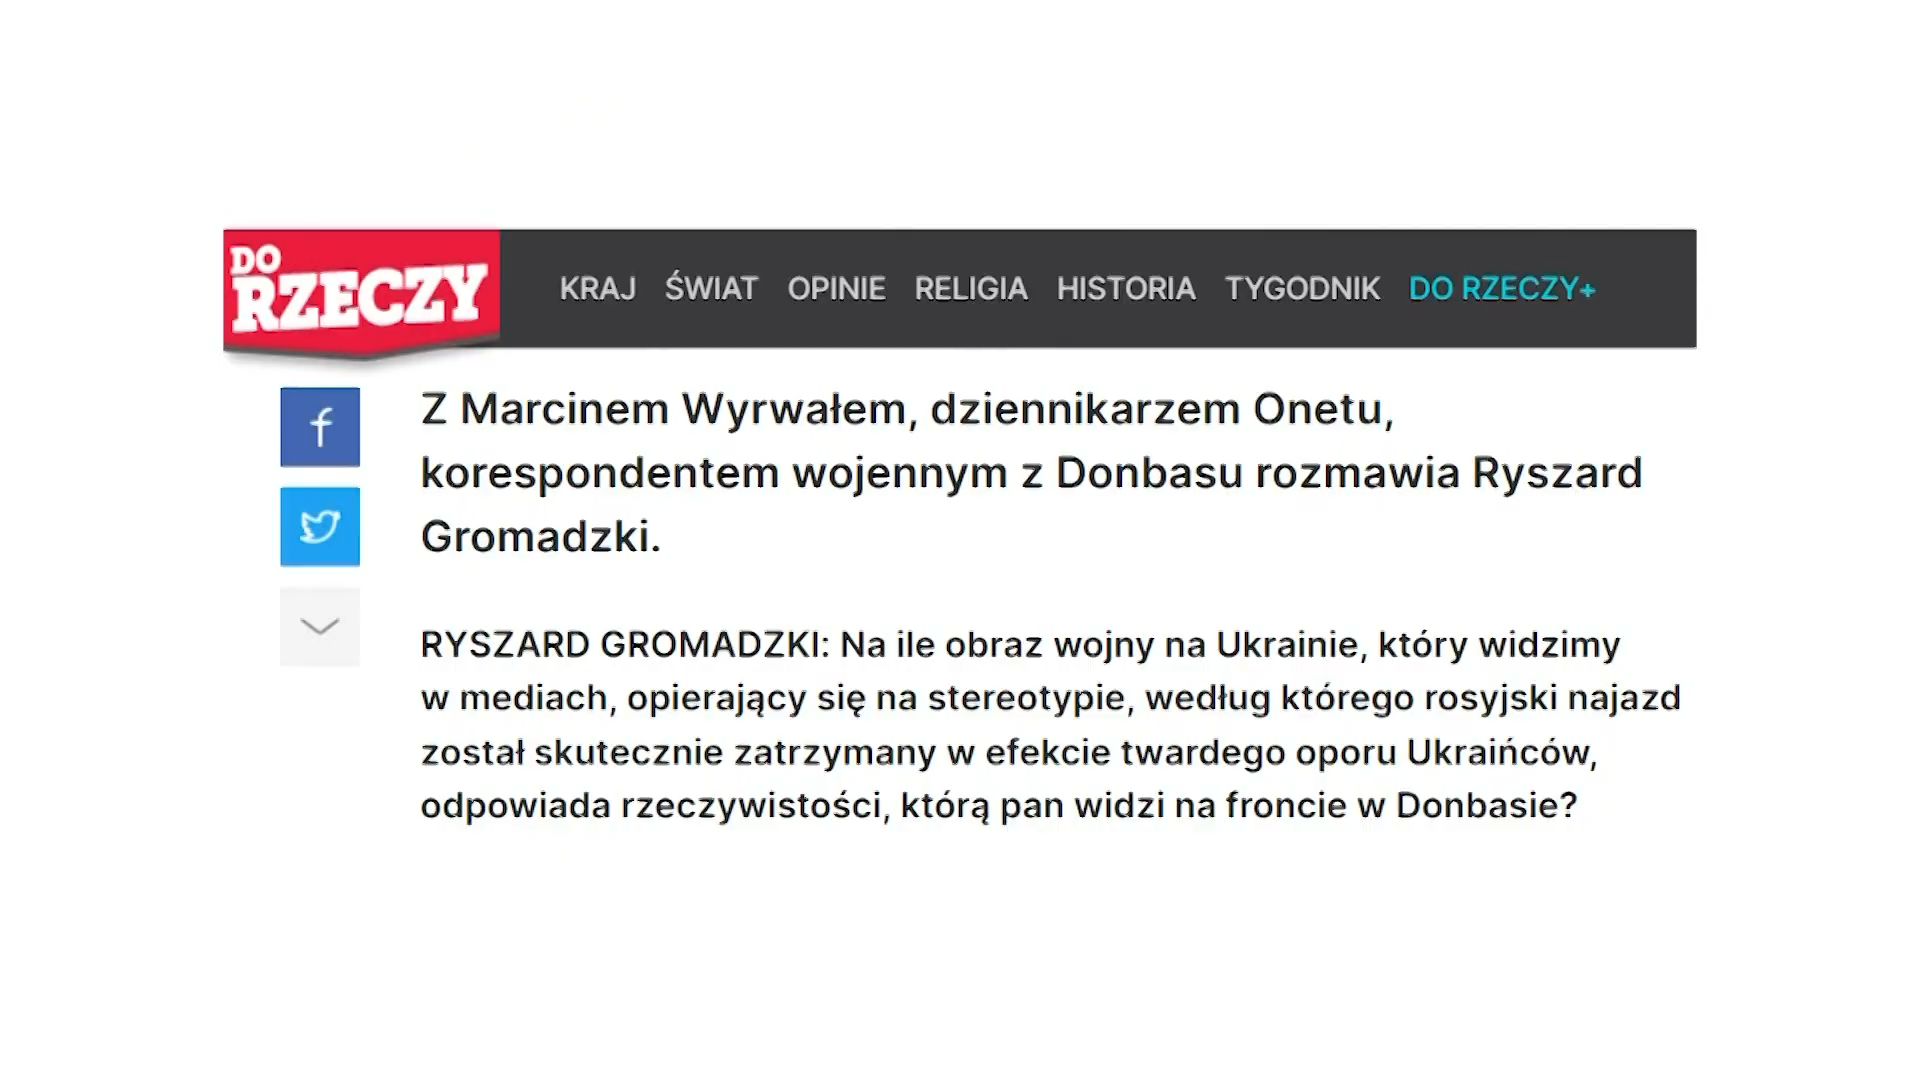 DO
RZECZY
KRAJ ŚWIAT OPINIE RELIGIA HISTORIA TYGODNIK DO RZECZY+
Z Marcinem Wyrwałem, dziennikarzem Onetu,
korespondentem wojennym z Donbasu rozmawia Ryszard
Gromadzki.
RYSZARD GROMADZKI: Na ile obraz wojny na Ukrainie, który widzimy
w mediach, opierający się na stereotypie, według którego rosyjski najazd
został skutecznie zatrzymany w efekcie twardego oporu Ukraińców,
odpowiada rzeczywistości, którą pan widzi na froncie w Donbasie?